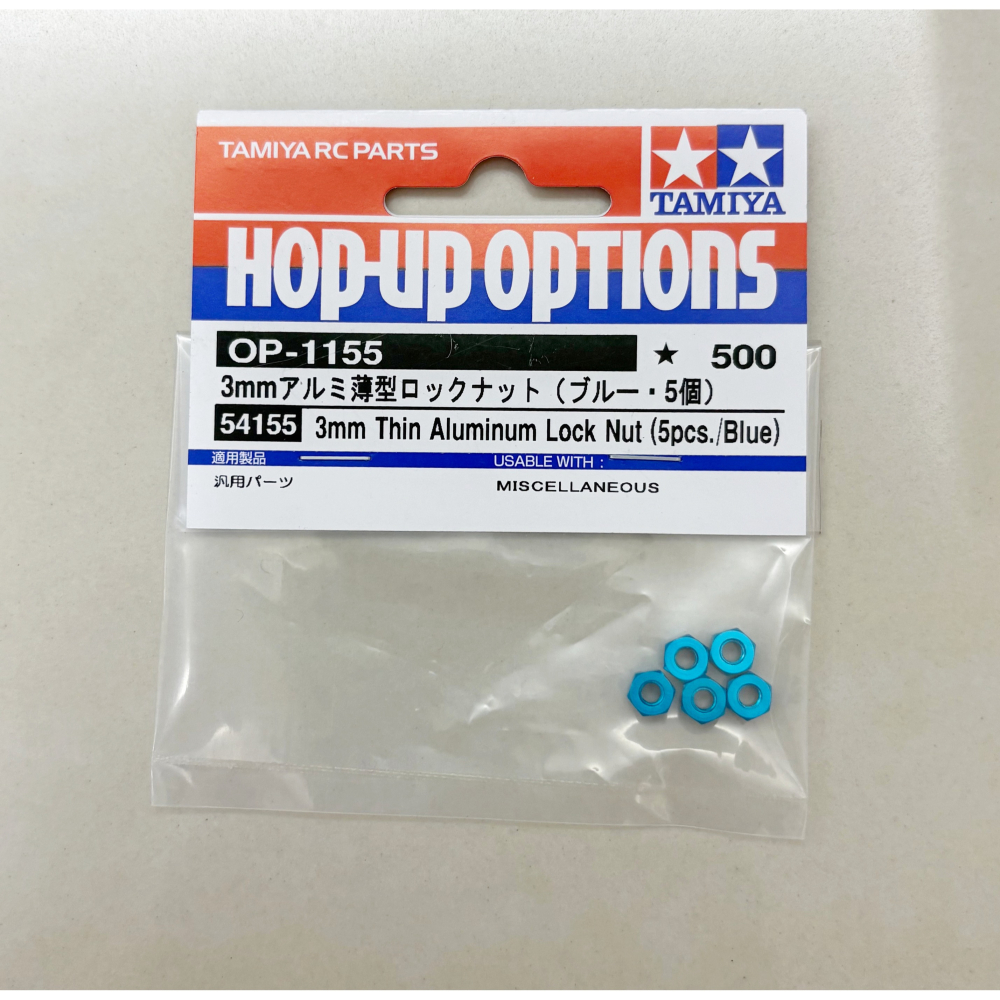 TAMIYA RC PARTS
TAMIYA
HOP-UP OPTIONS
OP-1155 ★ 500
3mmアルミ薄型ロックナット（ブルー・5個）
54155 3mm Thin Aluminum Lock Nut (5pcs./Blue)
適用製品 USABLE WITH :
汎用パーツ MISCELLANEOUS